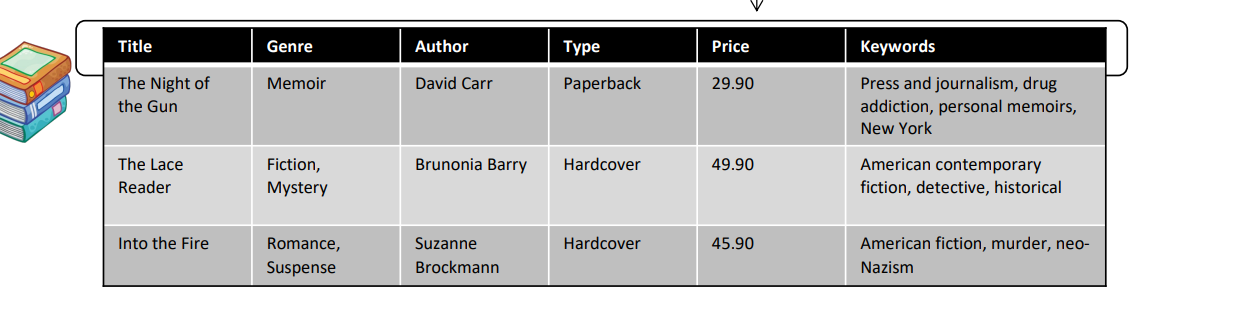 Title Genre Author Type Price Keywords
The Night of Memoir David Carr Paperback 29.90 Press and journalism, drug
the Gun addiction, personal memoirs,
New York
The Lace Fiction, Brunonia Barry Hardcover 49.90 American contemporary
Reader Mystery fiction, detective, historical
Into the Fire Romance, Suzanne Hardcover 45.90 American fiction, murder, neo-
Suspense Brockmann Nazism